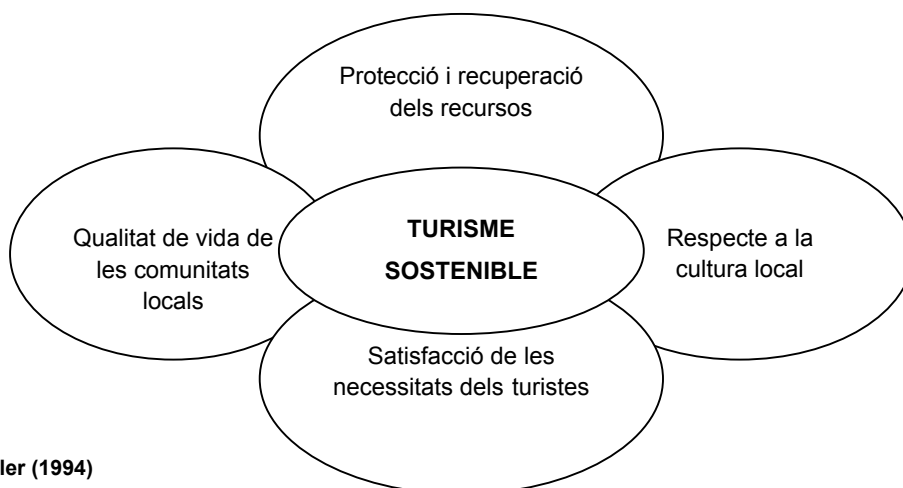 Protecció i recuperació
dels recursos
Qualitat de vida de
les comunitats
locals
TURISME
SOSTENIBLE
Respecte a la
cultura local
Satisfacció de les
necessitats dels turistes
ler (1994)